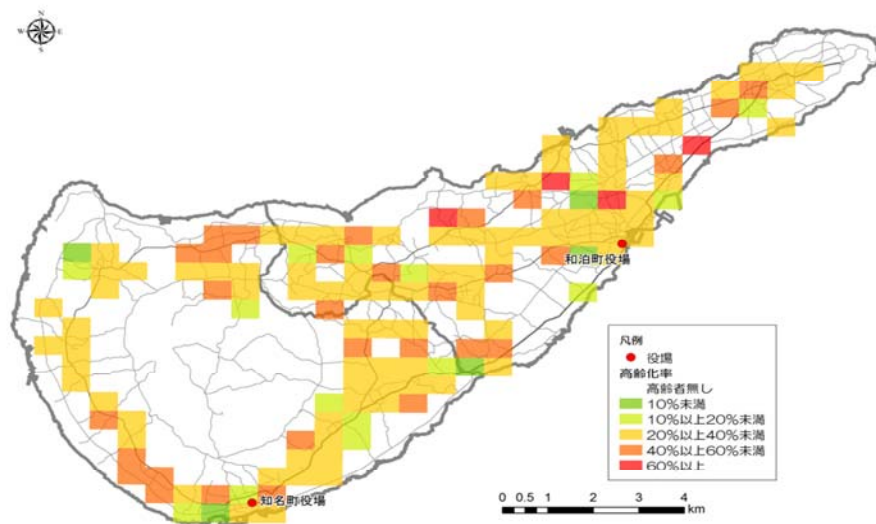 N
W E
S
和泊町役場
知名町役場
凡例
役場
高齢化率
高齢者無し
10%未満
10%以上20%未満
20%以上40%未満
40%以上60%未満
60%以上
0 0.5 1 2 3 4
km